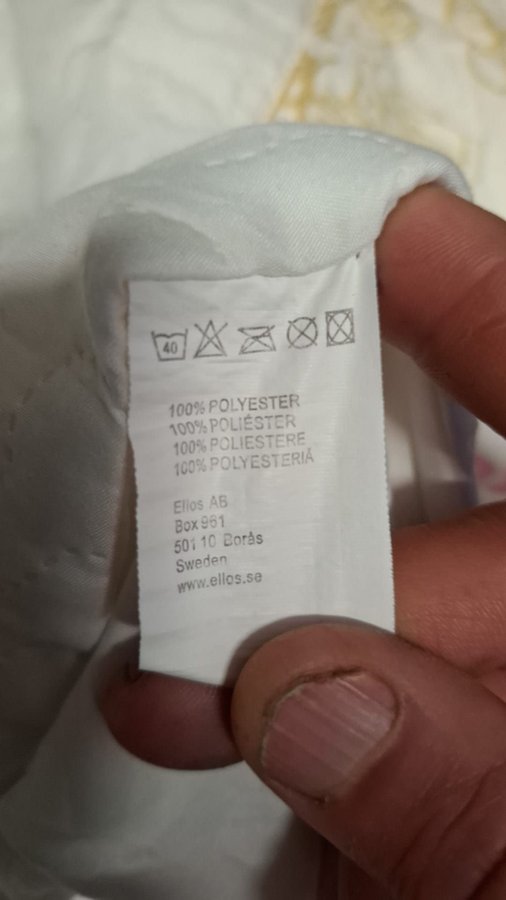 40
100% POLYESTER
100% POLIÉSTER
100% POLIESTERE
100% POLYESTERIÄ
Ellos AB
Box 961
501 10 Borås
Sweden
www.ellos.se